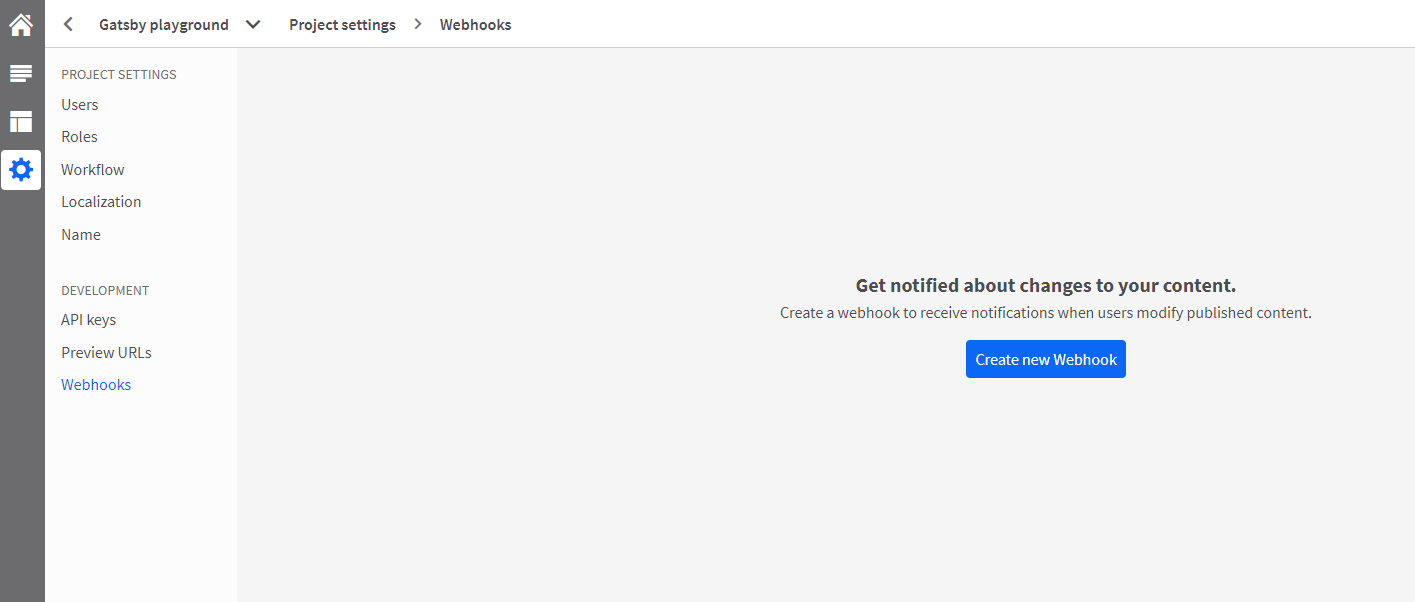 Gatsby playground Project settings Webhooks
PROJECT SETTINGS
Users
Roles
Workflow
Localization
Name
DEVELOPMENT
API keys
Preview URLs
Webhooks
Get notified about changes to your content.
Create a webhook to receive notifications when users modify published content.
Create new Webhook